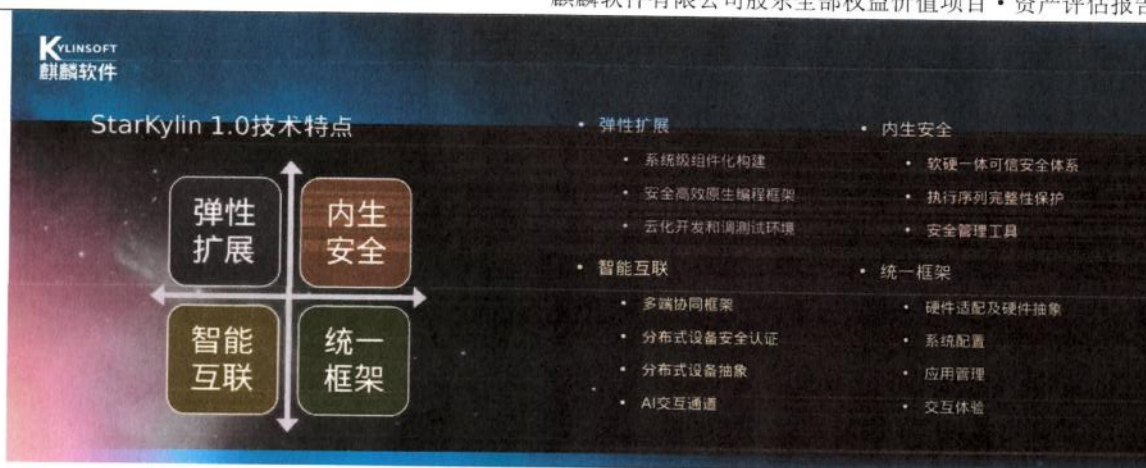 麒麟软件有限公司股东全部权益价值项目·资产评估报告
KYLINSOFT
麒麟软件
StarKylin 1.0技术特点
弹性
扩展
内生
安全
智能
互联
统一
框架
• 弹性扩展
• 系统级组件化构建
• 安全高效原生编程框架
• 云化开发和调测试环境
• 内生安全
• 软硬一体可信安全体系
• 执行序列完整性保护
• 安全管理工具
• 智能互联
• 多端协同框架
• 分布式设备安全认证
• 分布式设备抽象
• AI交互通道
• 统一框架
• 硬件适配及硬件抽象
• 系统配置
• 应用管理
• 交互体验